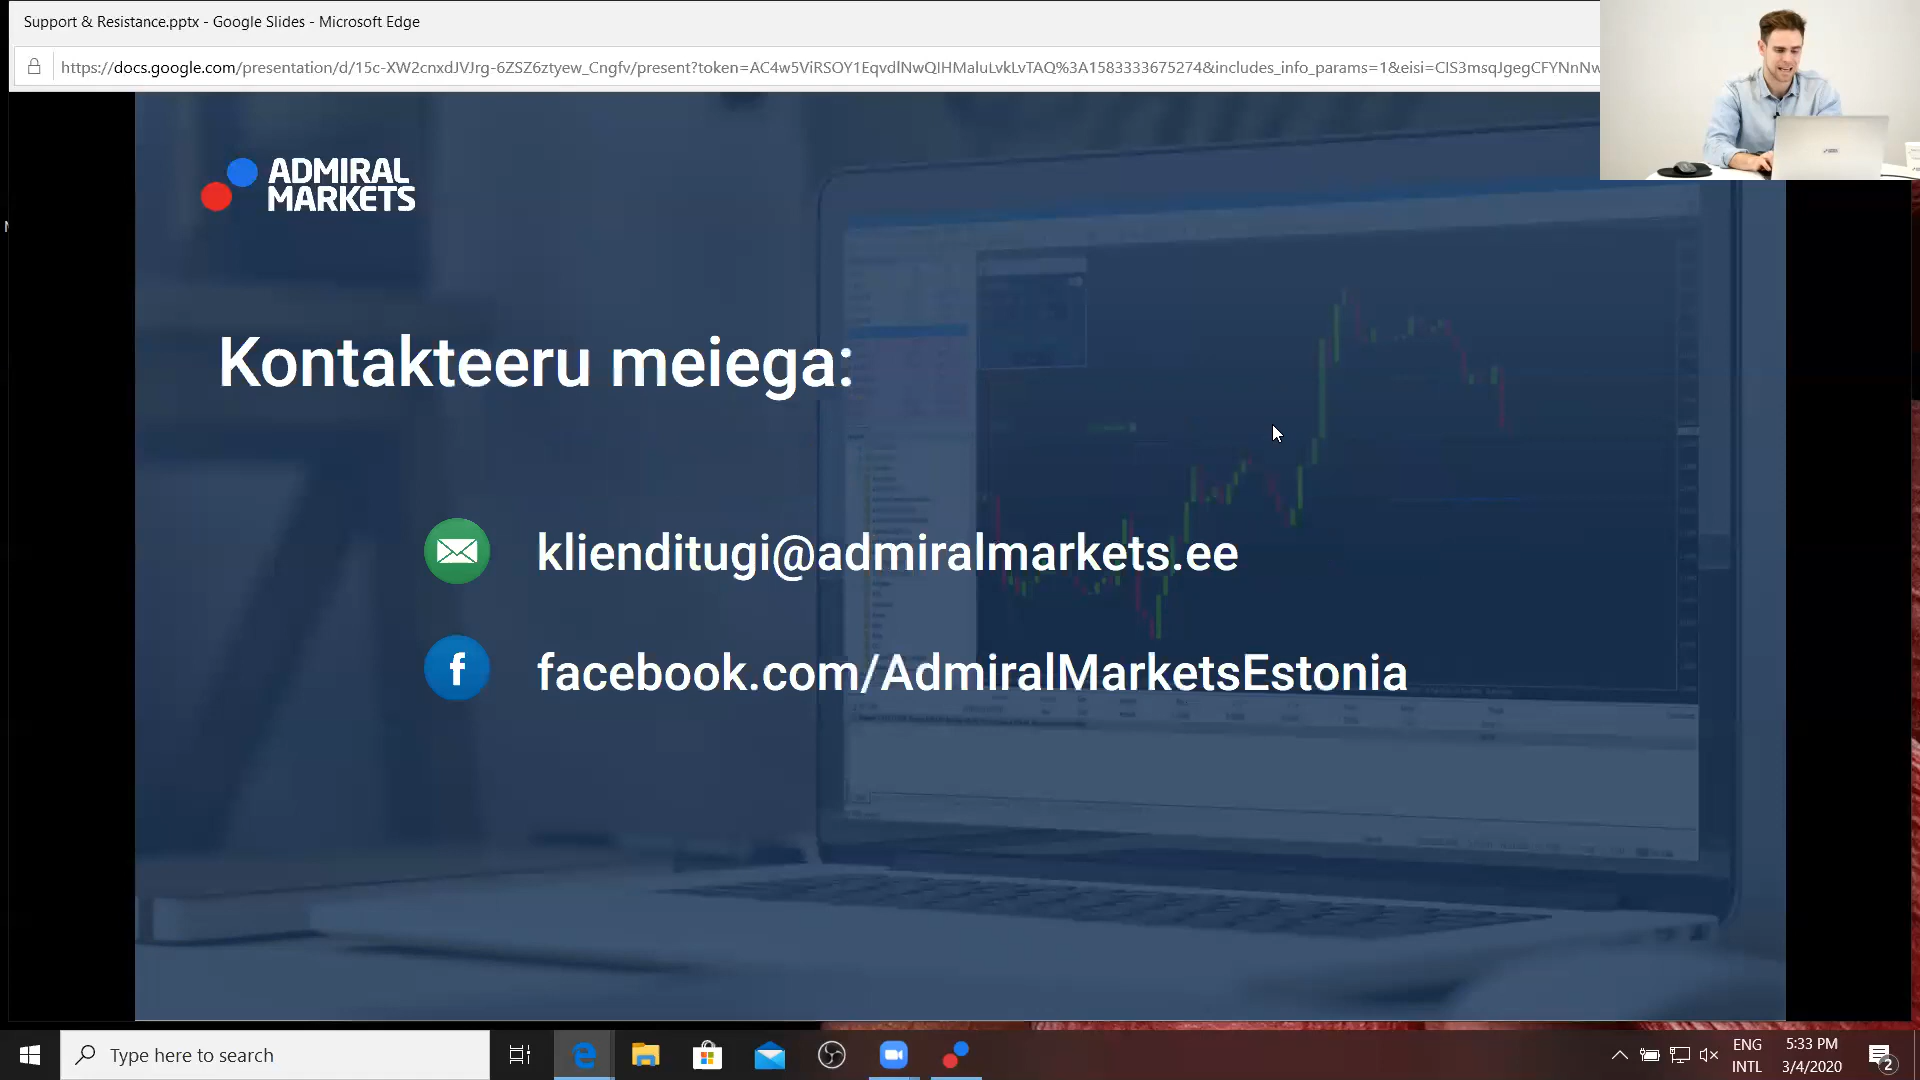 Support & Resistance.pptx - Google Slides - Microsoft Edge
https://docs.google.com/presentation/d/15c-XW2cnxdJVJrg-6ZSZ6ztyew_Cngfv/present?token=AC4w5ViRSOY1EqvdlNwQIHMaluLvkLvTAQ%3A1583333675274&includes_info_params=1&eisi=CIS3msqJgegCFYNnNw
ADMIRAL
MARKETS
Kontakteeru meiega:
klienditugi@admiralmarkets.ee
facebook.com/AdmiralMarketsEstonia
Type here to search
ENG
INTL
5:33 PM
3/4/2020
2